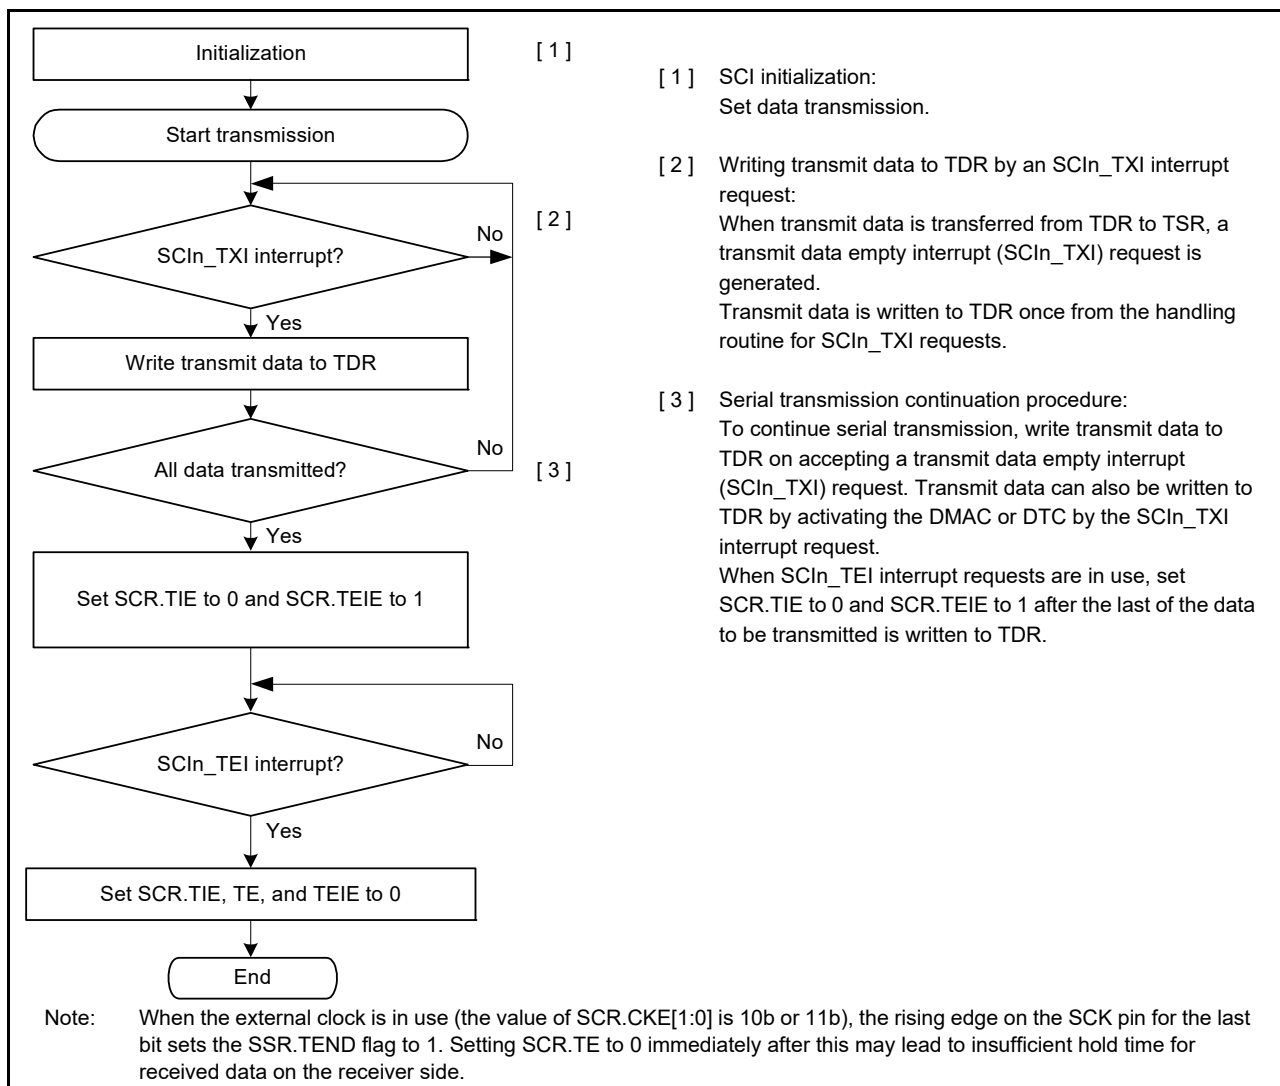 Initialization
[ 1 ]
Start transmission
SCIn_TXI interrupt?
No
[ 2 ]
Yes
Write transmit data to TDR
All data transmitted?
No
[ 3 ]
Yes
Set SCR.TIE to 0 and SCR.TEIE to 1
SCIn_TEI interrupt?
No
Yes
Set SCR.TIE, TE, and TEIE to 0
End
[ 1 ] SCI initialization:
Set data transmission.
[ 2 ] Writing transmit data to TDR by an SCIn_TXI interrupt
request:
When transmit data is transferred from TDR to TSR, a
transmit data empty interrupt (SCIn_TXI) request is
generated.
Transmit data is written to TDR once from the handling
routine for SCIn_TXI requests.
[ 3 ] Serial transmission continuation procedure:
To continue serial transmission, write transmit data to
TDR on accepting a transmit data empty interrupt
(SCIn_TXI) request. Transmit data can also be written to
TDR by activating the DMAC or DTC by the SCIn_TXI
interrupt request.
When SCIn_TEI interrupt requests are in use, set
SCR.TIE to 0 and SCR.TEIE to 1 after the last of the data
to be transmitted is written to TDR.
Note: When the external clock is in use (the value of SCR.CKE[1:0] is 10b or 11b), the rising edge on the SCK pin for the last
bit sets the SSR.TEND flag to 1. Setting SCR.TE to 0 immediately after this may lead to insufficient hold time for
received data on the receiver side.